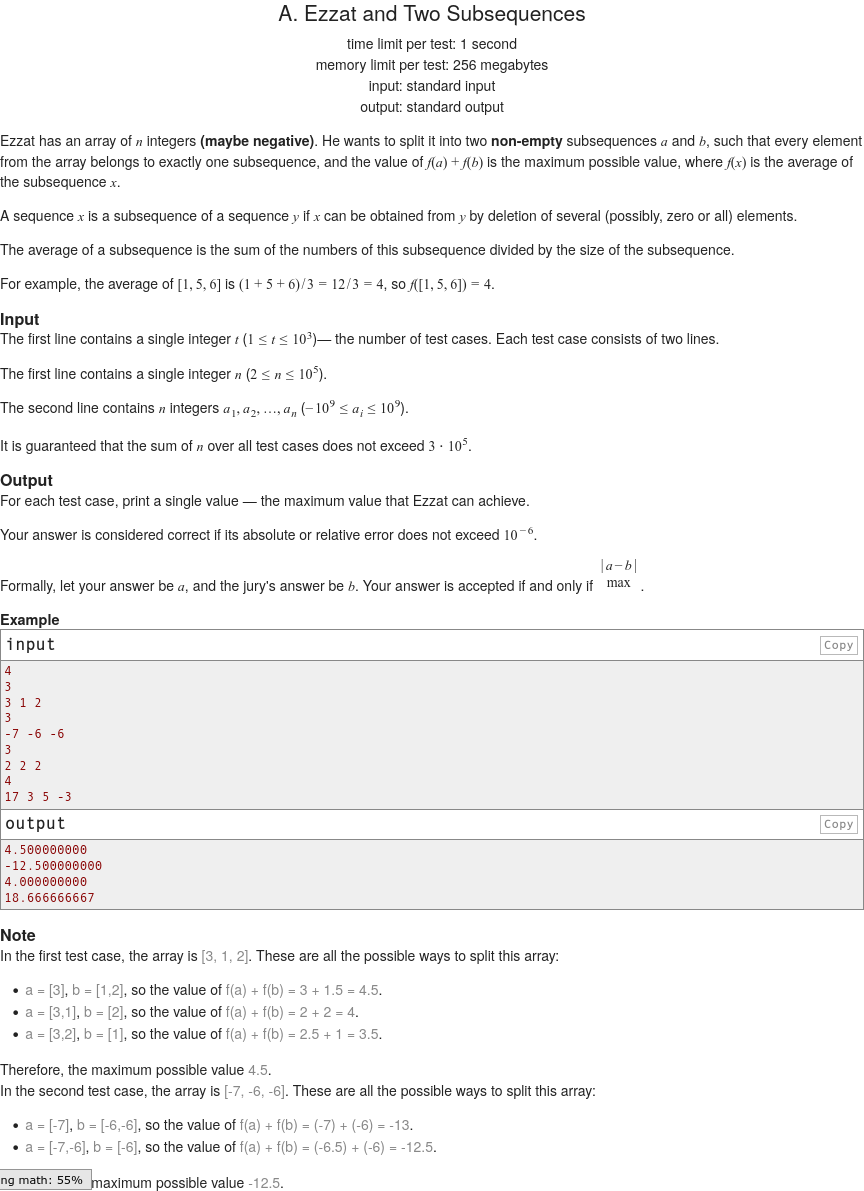 A. Ezzat and Two Subsequences
time limit per test: 1 second
memory limit per test: 256 megabytes
input: standard input
output: standard output
Ezzat has an array of n integers (maybe negative). He wants to split it into two non-empty subsequences a and b, such that every element
from the array belongs to exactly one subsequence, and the value of f(a) + f(b) is the maximum possible value, where f(x) is the average of
the subsequence x.
A sequence x is a subsequence of a sequence y if x can be obtained from y by deletion of several (possibly, zero or all) elements.
The average of a subsequence is the sum of the numbers of this subsequence divided by the size of the subsequence.
For example, the average of [1, 5, 6] is (1 + 5 + 6)/3 = 12/3 = 4, so f([1, 5, 6]) = 4.
Input
The first line contains a single integer t (1 ≤ t ≤ 10^3)— the number of test cases. Each test case consists of two lines.
The first line contains a single integer n (2 ≤ n ≤ 10^5).
The second line contains n integers a_1, a_2, …, a_n (−10^9 ≤ a_i ≤ 10^9).
It is guaranteed that the sum of n over all test cases does not exceed 3 · 10^5.
Output
For each test case, print a single value — the maximum value that Ezzat can achieve.
Your answer is considered correct if its absolute or relative error does not exceed 10^−6.
Formally, let your answer be a, and the jury's answer be b. Your answer is accepted if and only if |a−b| max .
Example
input Copy
4
3
3 1 2
3
-7 -6 -6
3
2 2 2
4
17 3 5 -3
output Copy
4.500000000
-12.500000000
4.000000000
18.666666667
Note
In the first test case, the array is [3, 1, 2]. These are all the possible ways to split this array:
• a = [3], b = [1,2], so the value of f(a) + f(b) = 3 + 1.5 = 4.5.
• a = [3,1], b = [2], so the value of f(a) + f(b) = 2 + 2 = 4.
• a = [3,2], b = [1], so the value of f(a) + f(b) = 2.5 + 1 = 3.5.
Therefore, the maximum possible value 4.5.
In the second test case, the array is [-7, -6, -6]. These are all the possible ways to split this array:
• a = [-7], b = [-6,-6], so the value of f(a) + f(b) = (-7) + (-6) = -13.
• a = [-7,-6], b = [-6], so the value of f(a) + f(b) = (-6.5) + (-6) = -12.5.
ng math: 55% maximum possible value -12.5.